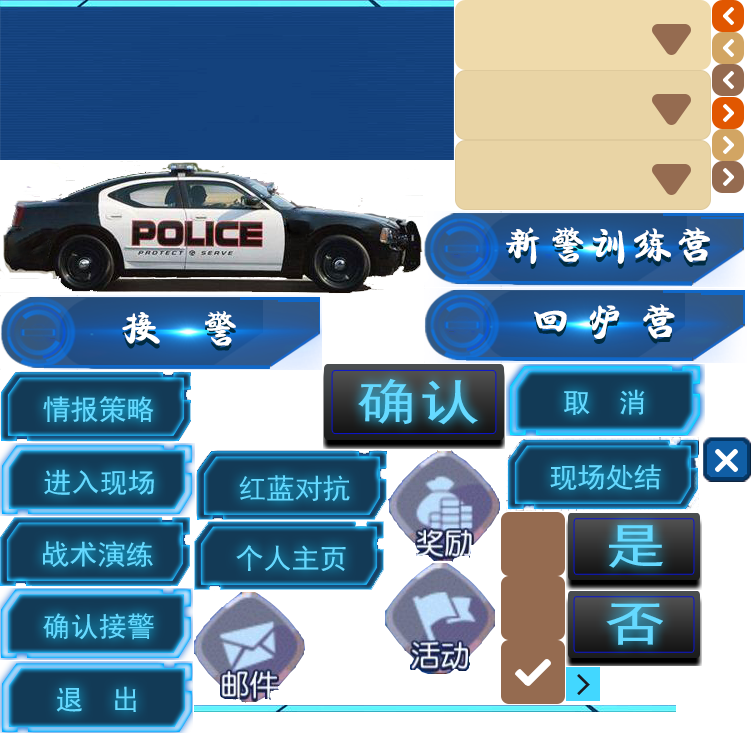 POLICE
PROTECT & SERVE
新警训练营
接 警
回炉营
情报策略
确认
取 消
进入现场
红蓝对抗
奖励
现场处结
战术演练
个人主页
是
确认接警
邮件
活动
否
退 出